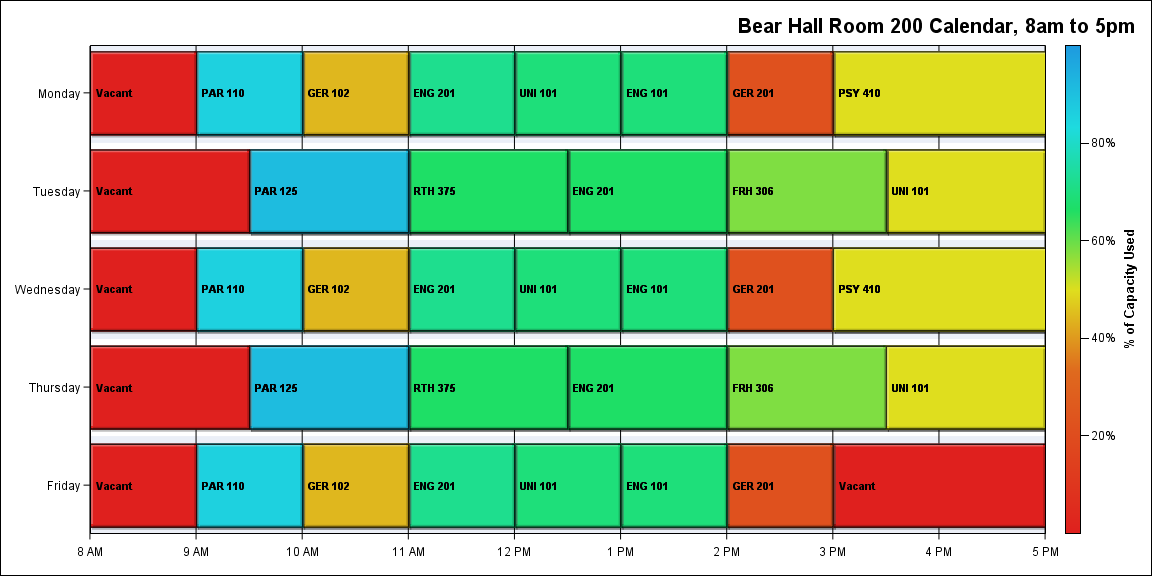 Bear Hall Room 200 Calendar, 8am to 5pm
Monday
Vacant
PAR 110
GER 102
ENG 201
UNI 101
ENG 101
GER 201
PSY 410
Tuesday
Vacant
PAR 125
RTH 375
ENG 201
FRH 306
UNI 101
Wednesday
Vacant
PAR 110
GER 102
ENG 201
UNI 101
ENG 101
GER 201
PSY 410
Thursday
Vacant
PAR 125
RTH 375
ENG 201
FRH 306
UNI 101
Friday
Vacant
PAR 110
GER 102
ENG 201
UNI 101
ENG 101
GER 201
Vacant
8 AM
9 AM
10 AM
11 AM
12 PM
1 PM
2 PM
3 PM
4 PM
5 PM
80%
60%
40%
20%
% of Capacity Used